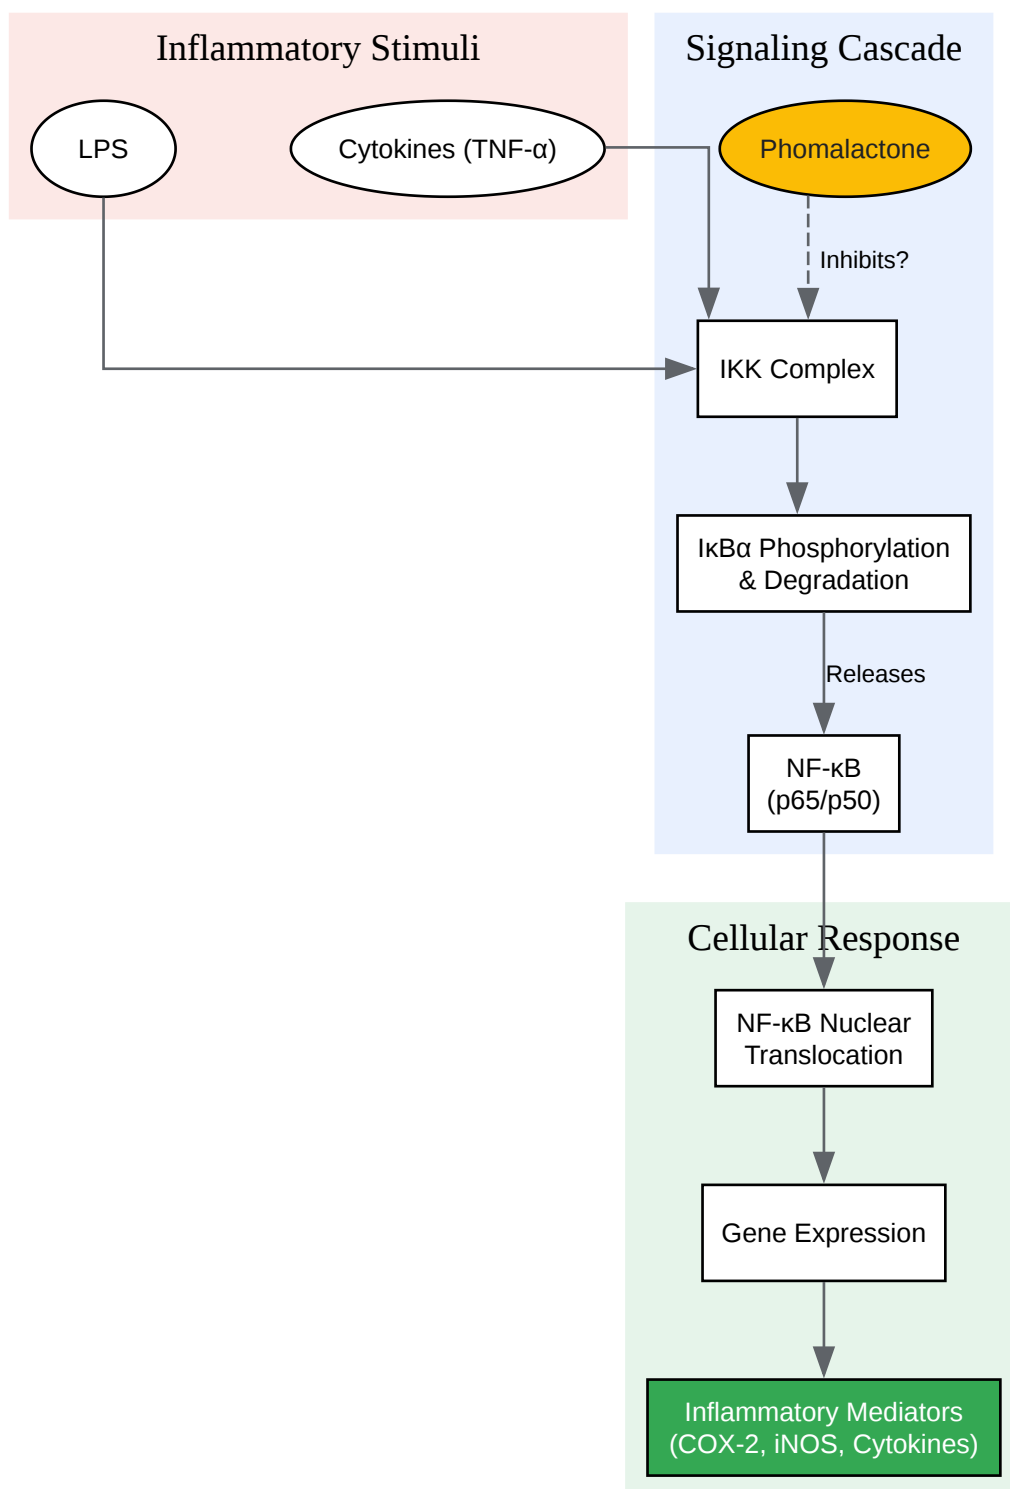 Inflammatory Stimuli
Signaling Cascade
LPS
Cytokines (TNF-α)
Phomalactone
Inhibits?
IKK Complex
IκBα Phosphorylation
& Degradation
Releases
NF-κB
(p65/p50)
Cellular Response
NF-κB Nuclear
Translocation
Gene Expression
Inflammatory Mediators
(COX-2, iNOS, Cytokines)